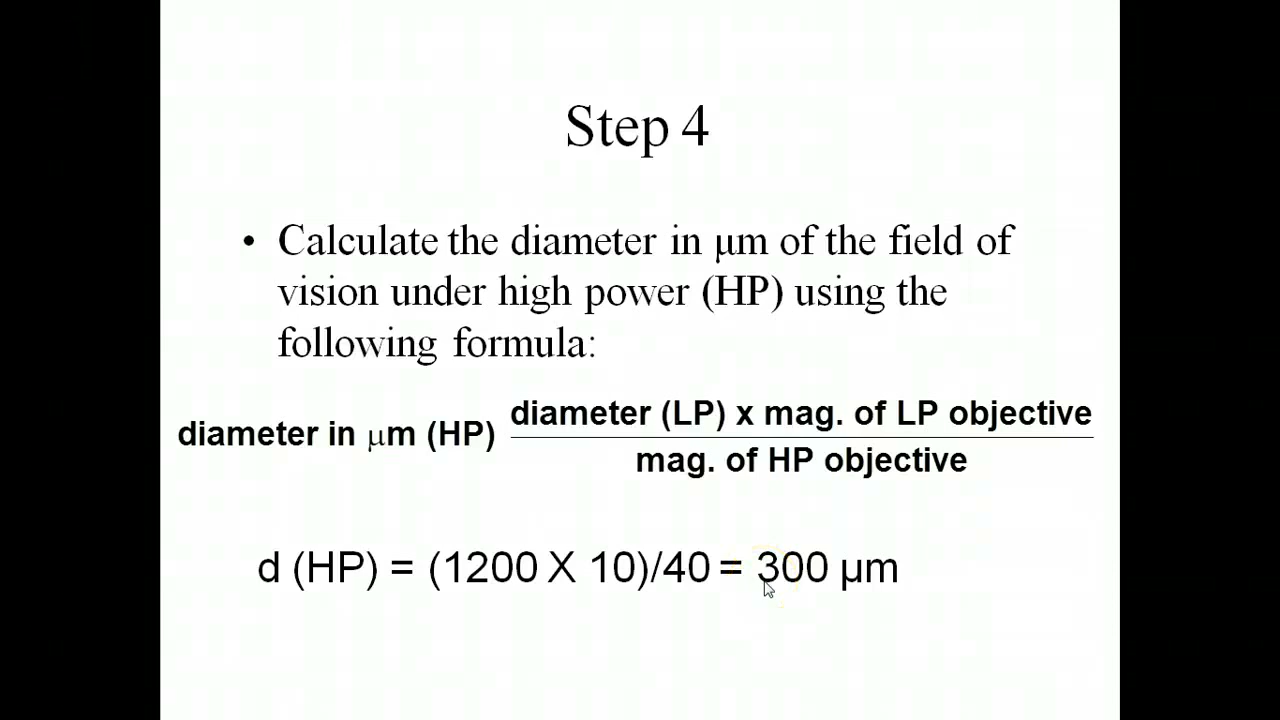 Step 4
• Calculate the diameter in μm of the field of
vision under high power (HP) using the
following formula:
diameter (LP) x mag. of LP objective
diameter in μm (HP)
mag. of HP objective
d (HP) = (1200 X 10)/40 = 300 μm